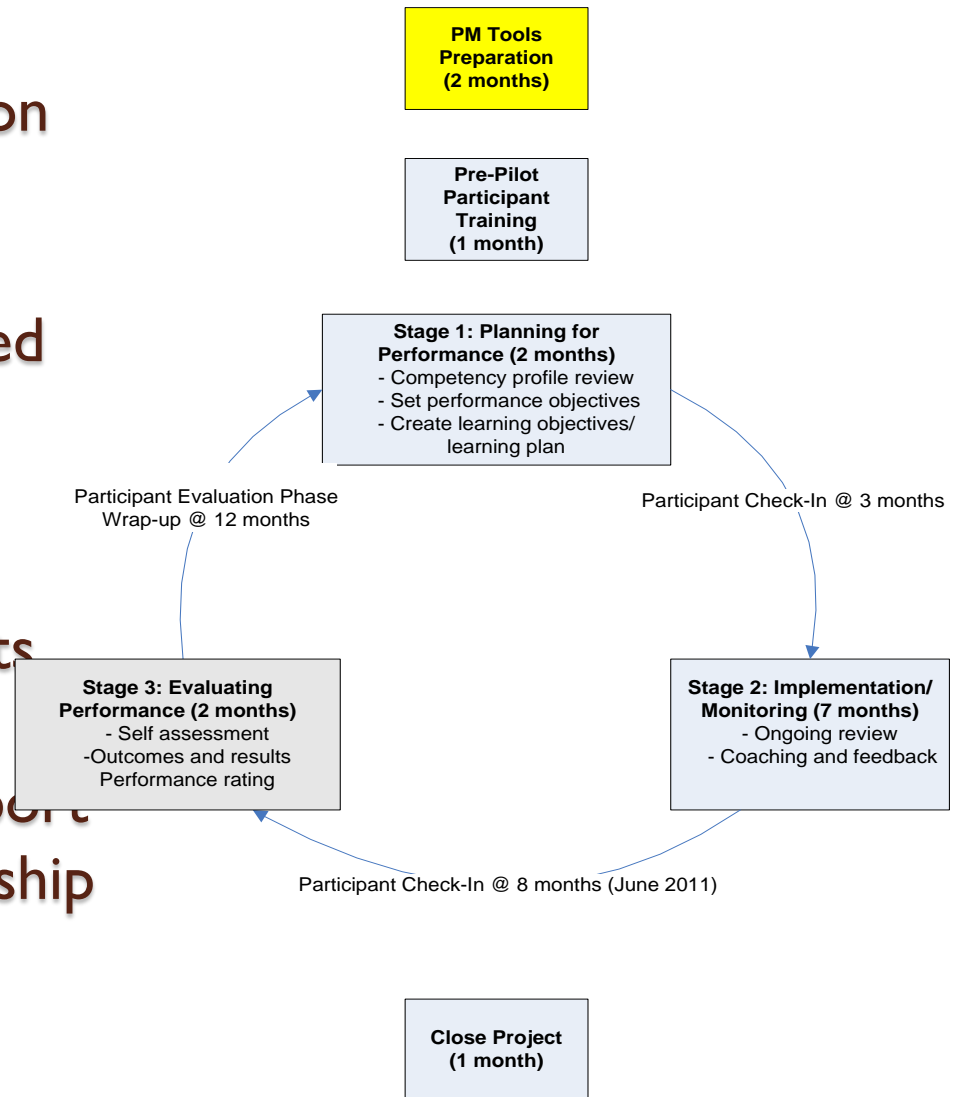 on
ed
ts
ship
PM Tools
Preparation
(2 months)
Pre-Pilot
Participant
Training
(1 month)
Stage 1: Planning for
Performance (2 months)
- Competency profile review
- Set performance objectives
- Create learning objectives/
learning plan
Participant Evaluation Phase
Wrap-up @ 12 months
Participant Check-In @ 3 months
Stage 3: Evaluating
Performance (2 months)
- Self assessment
-Outcomes and results
Performance rating
Stage 2: Implementation/
Monitoring (7 months)
- Ongoing review
- Coaching and feedback
Participant Check-In @ 8 months (June 2011)
Close Project
(1 month)